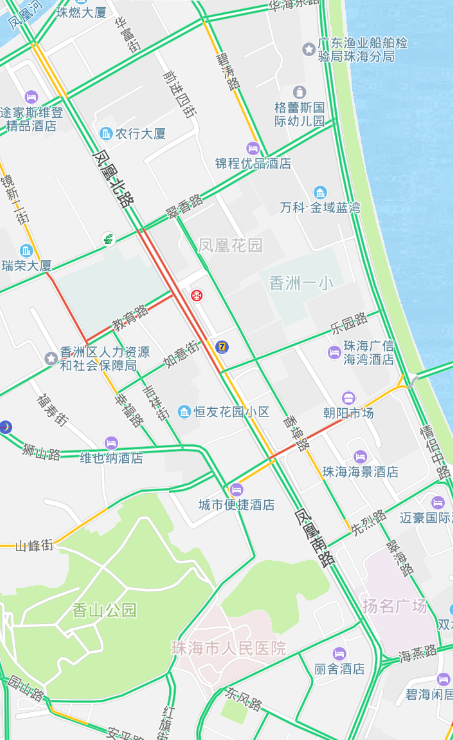 凤凰河
珠燃大厦
华富街
华海东路
碧涛路
广东渔业船舶检
验局珠海分局
前进四街
途家斯维登
精品酒店
农行大厦
格蕾斯国
际幼儿园
锦程优品酒店
凤凰北路
镜新二街
翠香路
万科·金域蓝湾
瑞荣大厦
凤凰花园
香洲一小
教育路
乐园路
7
香洲区人力资源
和社会保障局
如意街
珠海广信
海湾酒店
吉祥街
幸福路
福寿街
恒友花园小区
朝阳市场
狮山路
维也纳酒店
情侣中路
珠海海景酒店
城市便捷酒店
凤凰南路
先烈路
迈豪国际
山峰街
翠海路
香山公园
扬名广场
珠海市人民医院
海燕路
丽舍酒店
园山路
红旗街
东风路
碧海闲居
安平路